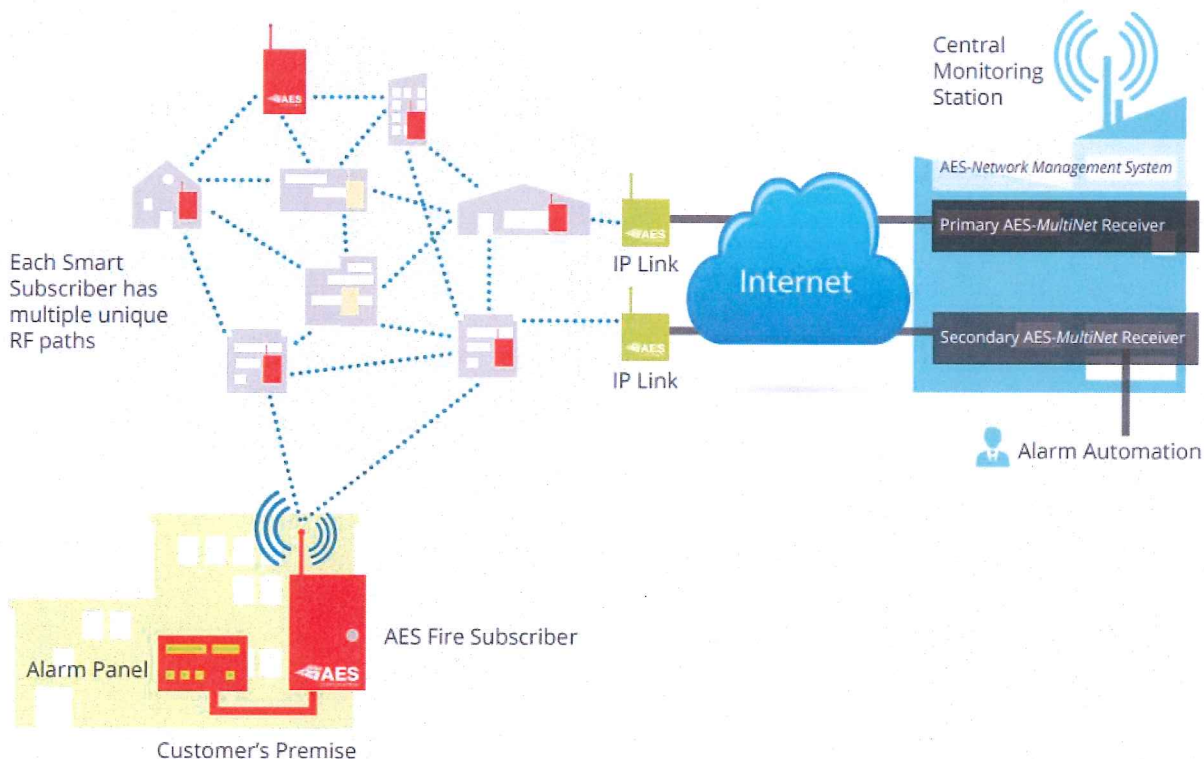 Central
Monitoring
Station
AES
AES-Network Management System
Primary AES-MultiNet Receiver
AES
IP Link
Internet
Each Smart
Subscriber has
multiple unique
RF paths
Secondary AES-MultiNet Receiver
AES
IP Link
Alarm Automation
AES Fire Subscriber
Alarm Panel
AES
Customer's Premise